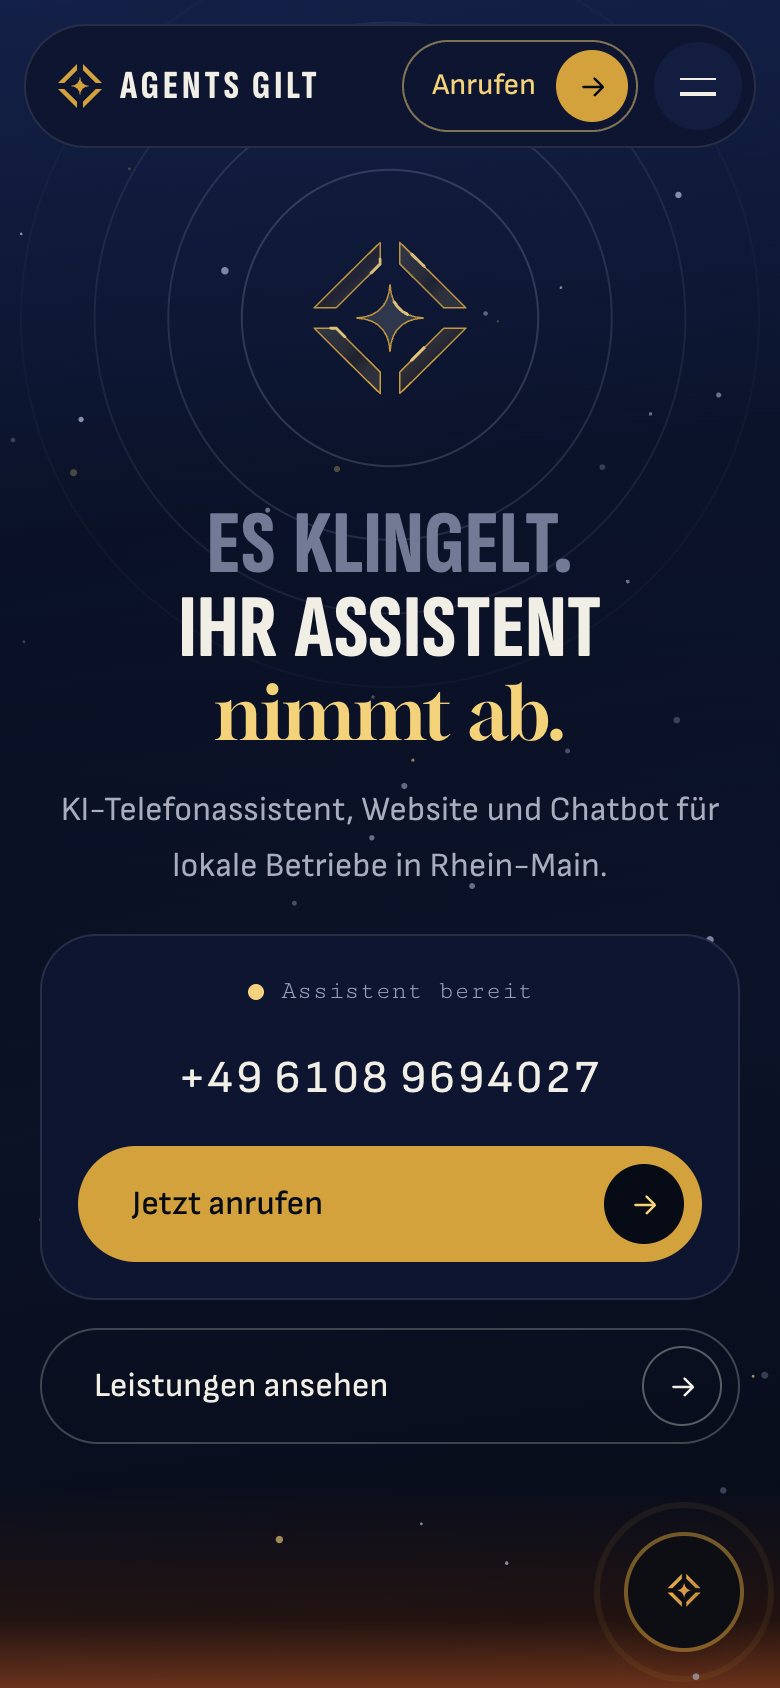 AGENTS GILT
Anrufen
ES KLINGELT.
IHR ASSISTENT
nimmt ab.
KI-Telefonassistent, Website und Chatbot für
lokale Betriebe in Rhein-Main.
Assistent bereit
+49 6108 9694027
Jetzt anrufen
Leistungen ansehen